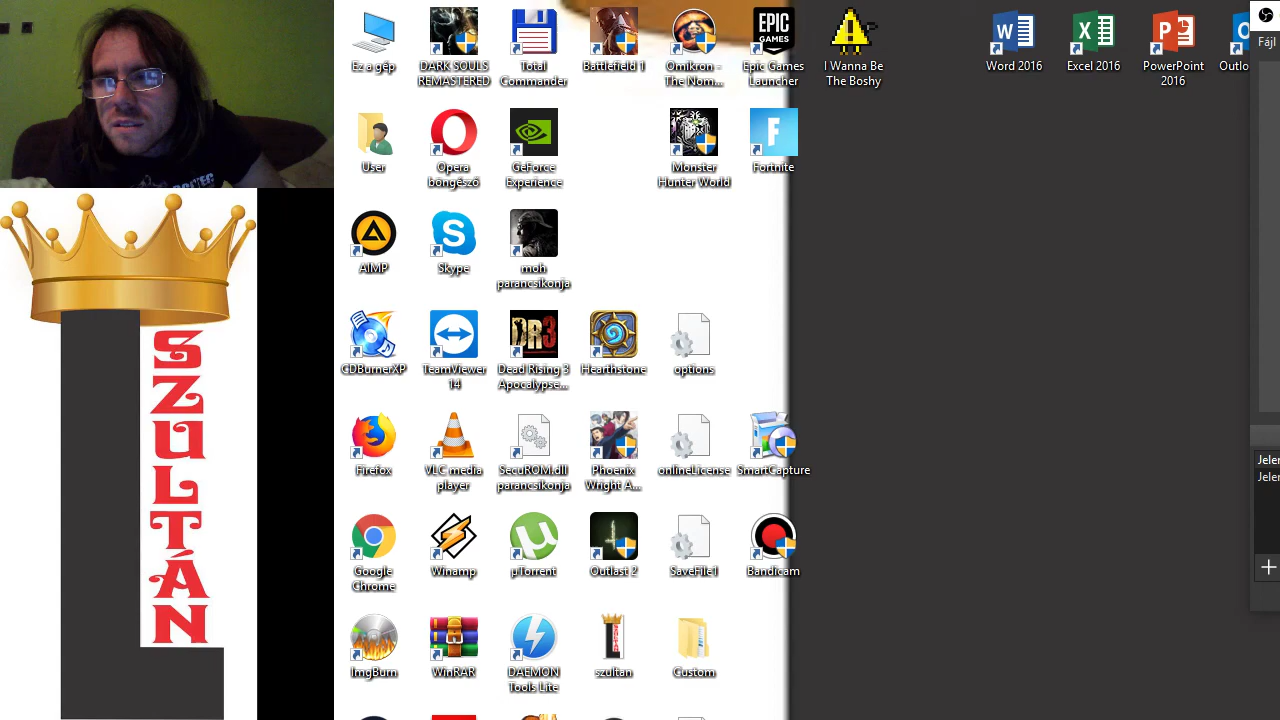 Ez a gép
DARK SOULS
REMASTERED
Total
Commander
Battlefield 1
Omikron -
The Nom...
EPIC
GAMES
Epic Games
Launcher
I Wanna Be
The Boshy
Word 2016
Excel 2016
PowerPoint
2016
Outlo
Fájl
User
Opera
böngésző
GeForce
Experience
Monster
Hunter World
F
Fortnite
AIMP
S
Skype
moh
parancsikonja
CDBurnerXP
TeamViewer
14
DR3
Dead Rising 3
Apocalypse...
Hearthstone
options
Firefox
VLC media
player
SecuROM.dll
parancsikonja
Phoenix
Wright A...
onlineLicense
SmartCapture
Jelen
Jelen
Google
Chrome
Winamp
µTorrent
Outlast 2
SaveFile1
Bandicam
ImgBurn
WinRAR
DAEMON
Tools Lite
szultan
Custom
L
SZULTÁN